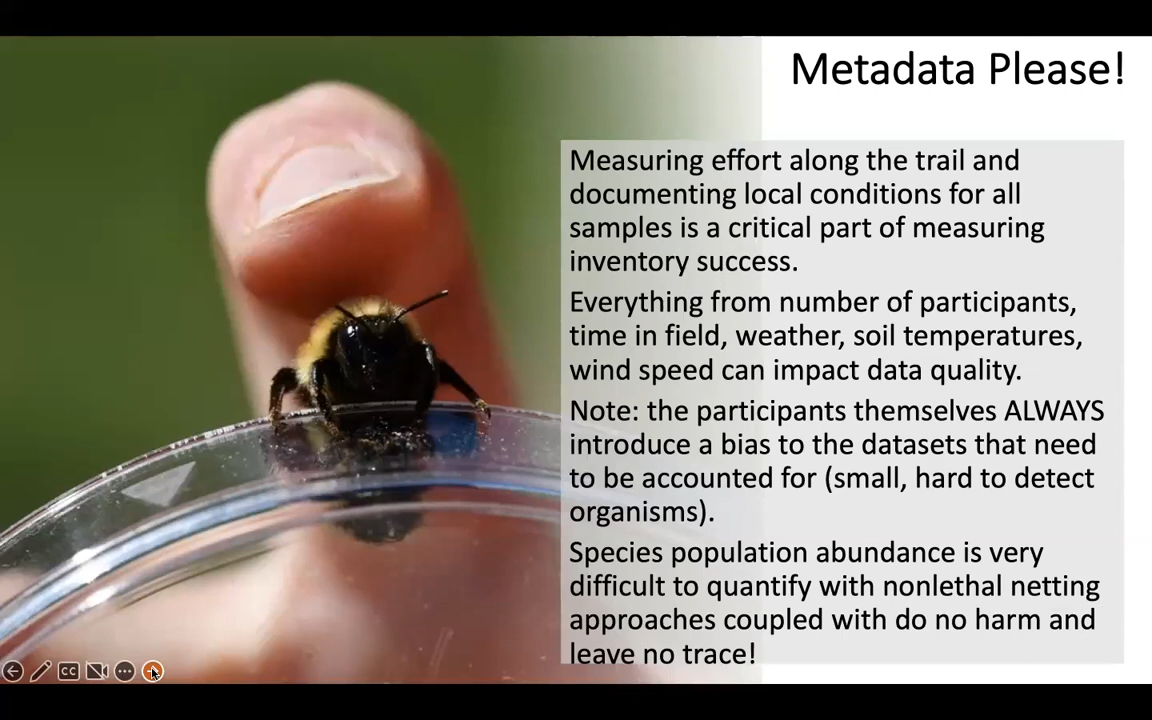 Metadata Please!
Measuring effort along the trail and
documenting local conditions for all
samples is a critical part of measuring
inventory success.
Everything from number of participants,
time in field, weather, soil temperatures,
wind speed can impact data quality.
Note: the participants themselves ALWAYS
introduce a bias to the datasets that need
to be accounted for (small, hard to detect
organisms).
Species population abundance is very
difficult to quantify with nonlethal netting
approaches coupled with do no harm and
leave no trace!
CC